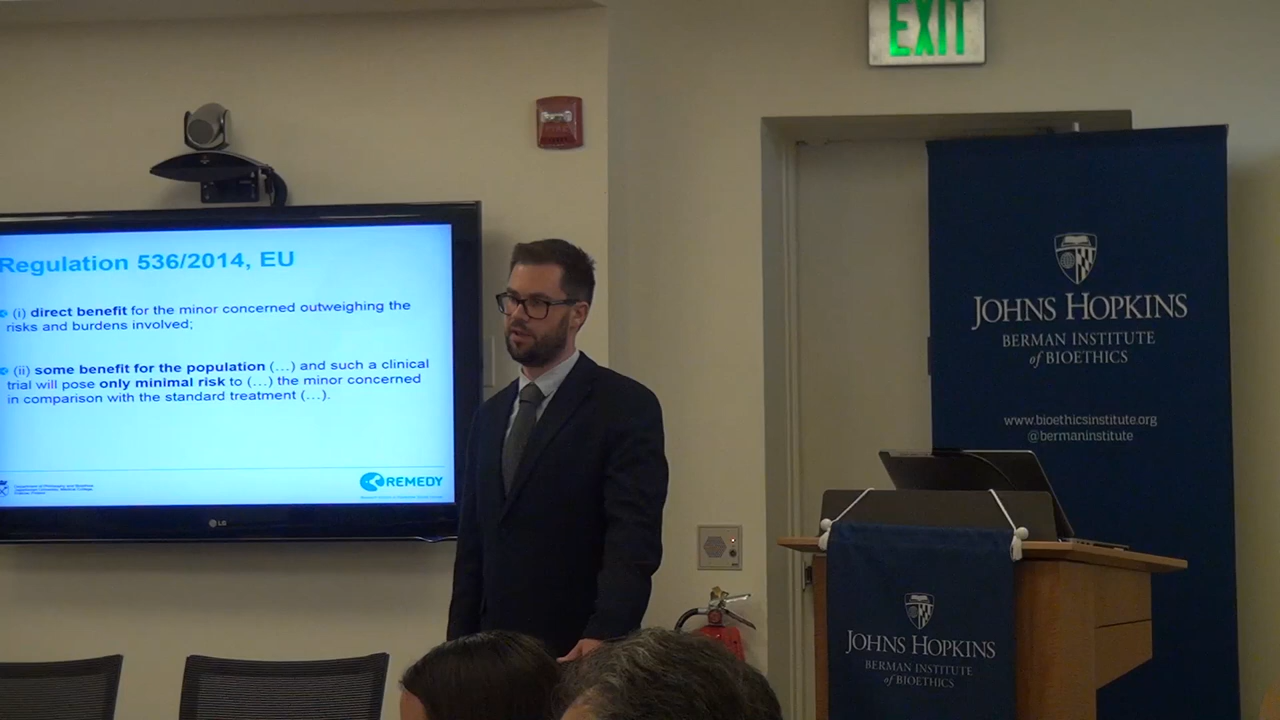 EXIT
Regulation 536/2014, EU
(i) direct benefit for the minor concerned outweighing the
risks and burdens involved;
(ii) some benefit for the population (…) and such a clinical
trial will pose only minimal risk to (…) the minor concerned
in comparison with the standard treatment (…).
REMEDY
LG
JOHNS HOPKINS
BERMAN INSTITUTE
of BIOETHICS
www.bioethicsinstitute.org
@bermaninstitute
JOHNS HOPKINS
BERMAN INSTITUTE
of BIOETHICS